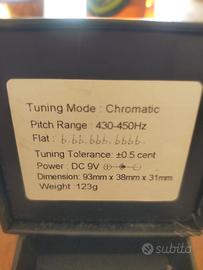 Tuning Mode : Chromatic
Pitch Range : 430-450Hz
Flat : b.bb.bbb.bbbb.
Tuning Tolerance : ±0.5 cent
Power : DC 9V
Dimension: 93mm x 38mm x 31mm
Weight : 123g
subito